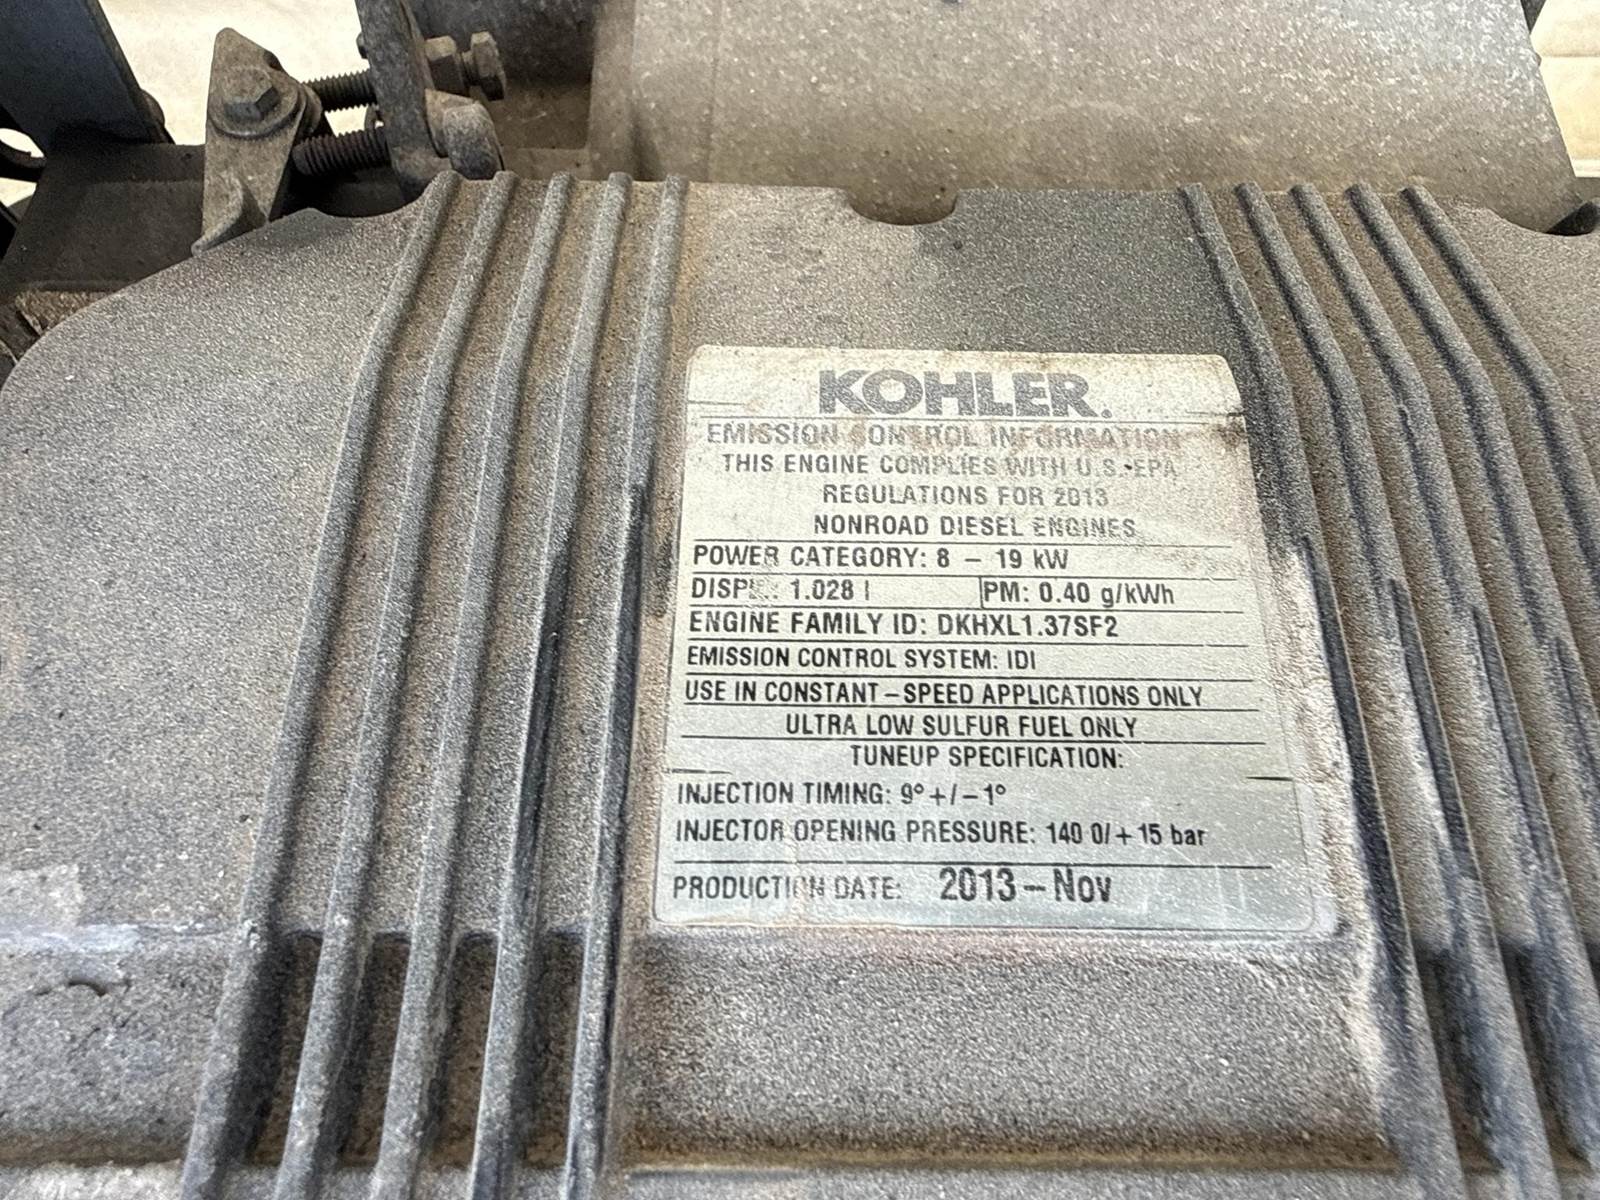 KOHLER.
EMISSION CONTROL INFORMATION
THIS ENGINE COMPLIES WITH U.S. EPA
REGULATIONS FOR 2013
NONROAD DIESEL ENGINES
POWER CATEGORY: 8 – 19 kW
DISPL.: 1.028 l PM: 0.40 g/kWh
ENGINE FAMILY ID: DKHXL1.37SF2
EMISSION CONTROL SYSTEM: IDI
USE IN CONSTANT – SPEED APPLICATIONS ONLY
ULTRA LOW SULFUR FUEL ONLY
TUNEUP SPECIFICATION:
INJECTION TIMING: 9° +/– 1°
INJECTOR OPENING PRESSURE: 140 0/+ 15 bar
PRODUCTION DATE: 2013 – Nov